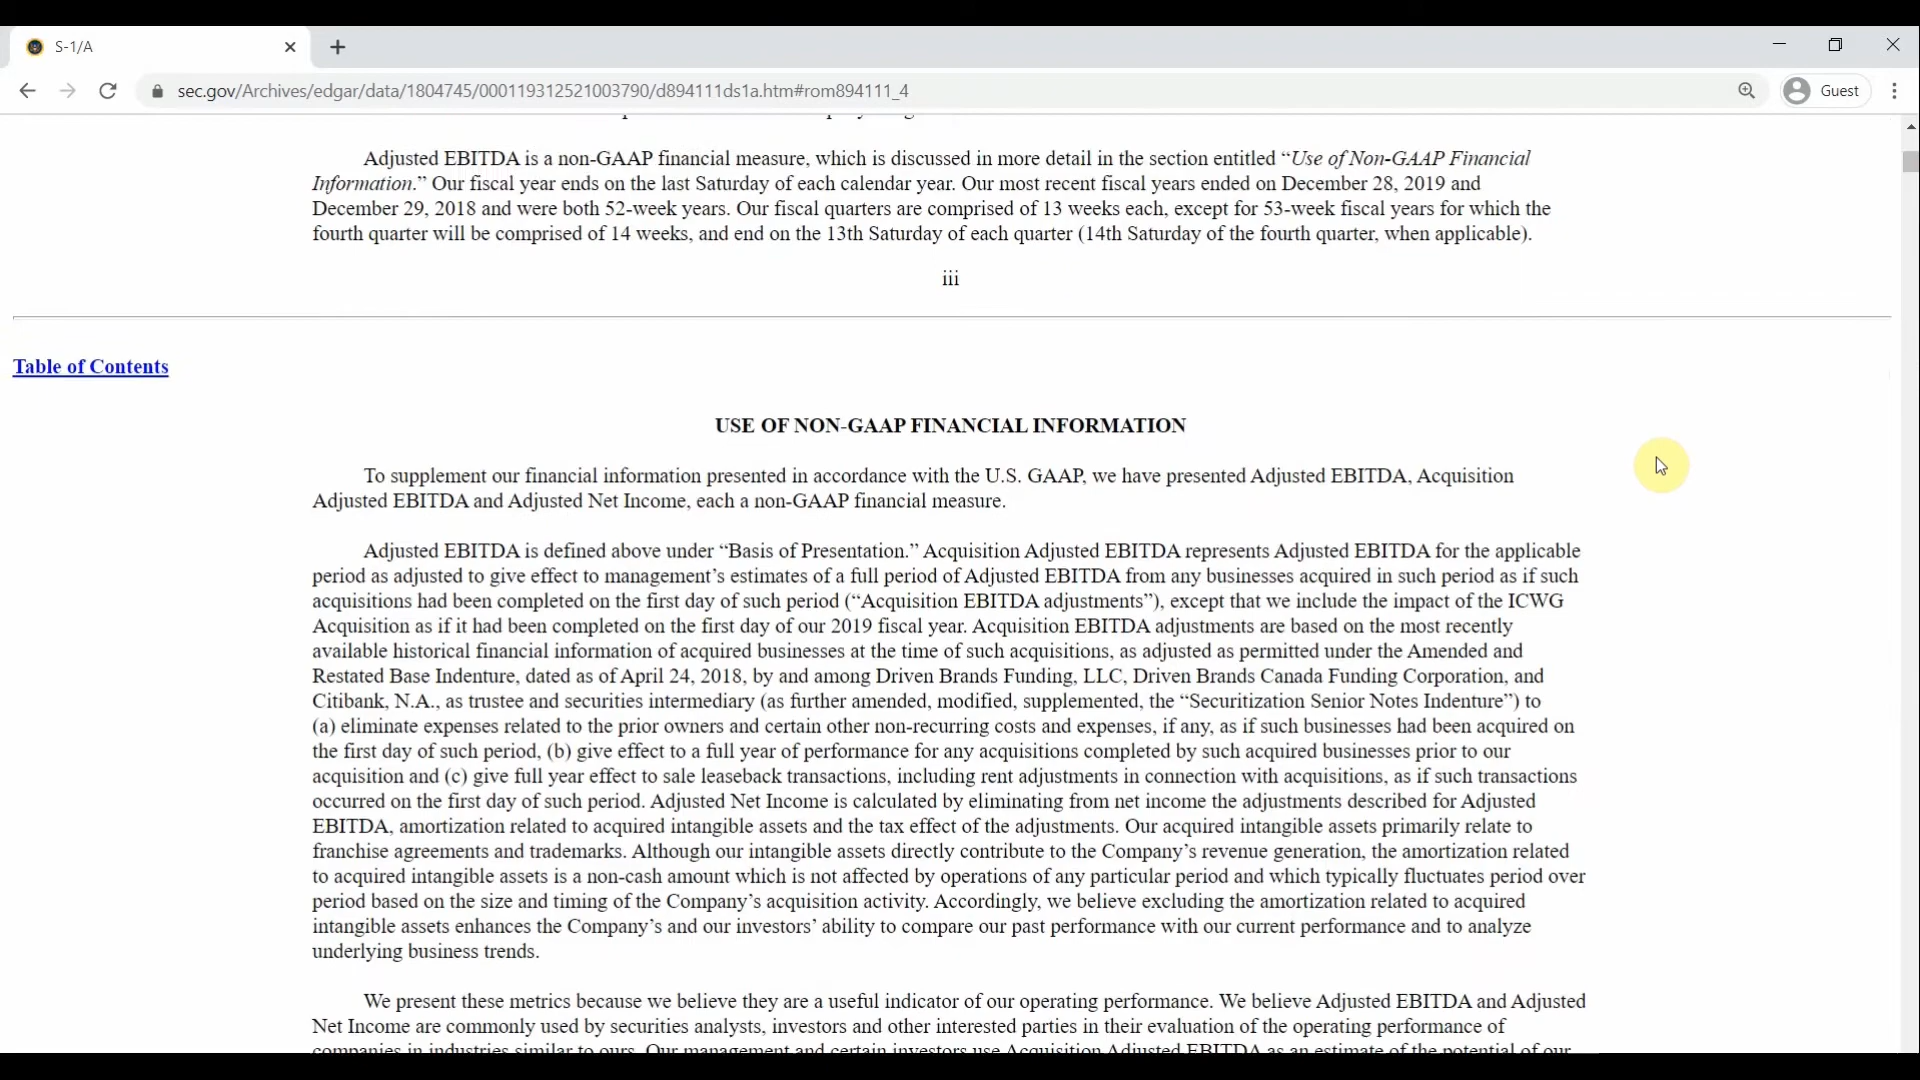 S-1/A
sec.gov/Archives/edgar/data/1804745/000119312521003790/d894111ds1a.htm#rom894111_4
Guest
Adjusted EBITDA is a non-GAAP financial measure, which is discussed in more detail in the section entitled “Use of Non-GAAP Financial
Information.” Our fiscal year ends on the last Saturday of each calendar year. Our most recent fiscal years ended on December 28, 2019 and
December 29, 2018 and were both 52-week years. Our fiscal quarters are comprised of 13 weeks each, except for 53-week fiscal years for which the
fourth quarter will be comprised of 14 weeks, and end on the 13th Saturday of each quarter (14th Saturday of the fourth quarter, when applicable).
iii
Table of Contents
USE OF NON-GAAP FINANCIAL INFORMATION
To supplement our financial information presented in accordance with the U.S. GAAP, we have presented Adjusted EBITDA, Acquisition
Adjusted EBITDA and Adjusted Net Income, each a non-GAAP financial measure.
Adjusted EBITDA is defined above under “Basis of Presentation.” Acquisition Adjusted EBITDA represents Adjusted EBITDA for the applicable
period as adjusted to give effect to management’s estimates of a full period of Adjusted EBITDA from any businesses acquired in such period as if such
acquisitions had been completed on the first day of such period (“Acquisition EBITDA adjustments”), except that we include the impact of the ICWG
Acquisition as if it had been completed on the first day of our 2019 fiscal year. Acquisition EBITDA adjustments are based on the most recently
available historical financial information of acquired businesses at the time of such acquisitions, as adjusted as permitted under the Amended and
Restated Base Indenture, dated as of April 24, 2018, by and among Driven Brands Funding, LLC, Driven Brands Canada Funding Corporation, and
Citibank, N.A., as trustee and securities intermediary (as further amended, modified, supplemented, the “Securitization Senior Notes Indenture”) to
(a) eliminate expenses related to the prior owners and certain other non-recurring costs and expenses, if any, as if such businesses had been acquired on
the first day of such period, (b) give effect to a full year of performance for any acquisitions completed by such acquired businesses prior to our
acquisition and (c) give full year effect to sale leaseback transactions, including rent adjustments in connection with acquisitions, as if such transactions
occurred on the first day of such period. Adjusted Net Income is calculated by eliminating from net income the adjustments described for Adjusted
EBITDA, amortization related to acquired intangible assets and the tax effect of the adjustments. Our acquired intangible assets primarily relate to
franchise agreements and trademarks. Although our intangible assets directly contribute to the Company’s revenue generation, the amortization related
to acquired intangible assets is a non-cash amount which is not affected by operations of any particular period and which typically fluctuates period over
period based on the size and timing of the Company’s acquisition activity. Accordingly, we believe excluding the amortization related to acquired
intangible assets enhances the Company’s and our investors’ ability to compare our past performance with our current performance and to analyze
underlying business trends.
We present these metrics because we believe they are a useful indicator of our operating performance. We believe Adjusted EBITDA and Adjusted
Net Income are commonly used by securities analysts, investors and other interested parties in their evaluation of the operating performance of
companies in industries similar to ours. Our management and certain investors use Acquisition Adjusted EBITDA as an estimate of the potential of our